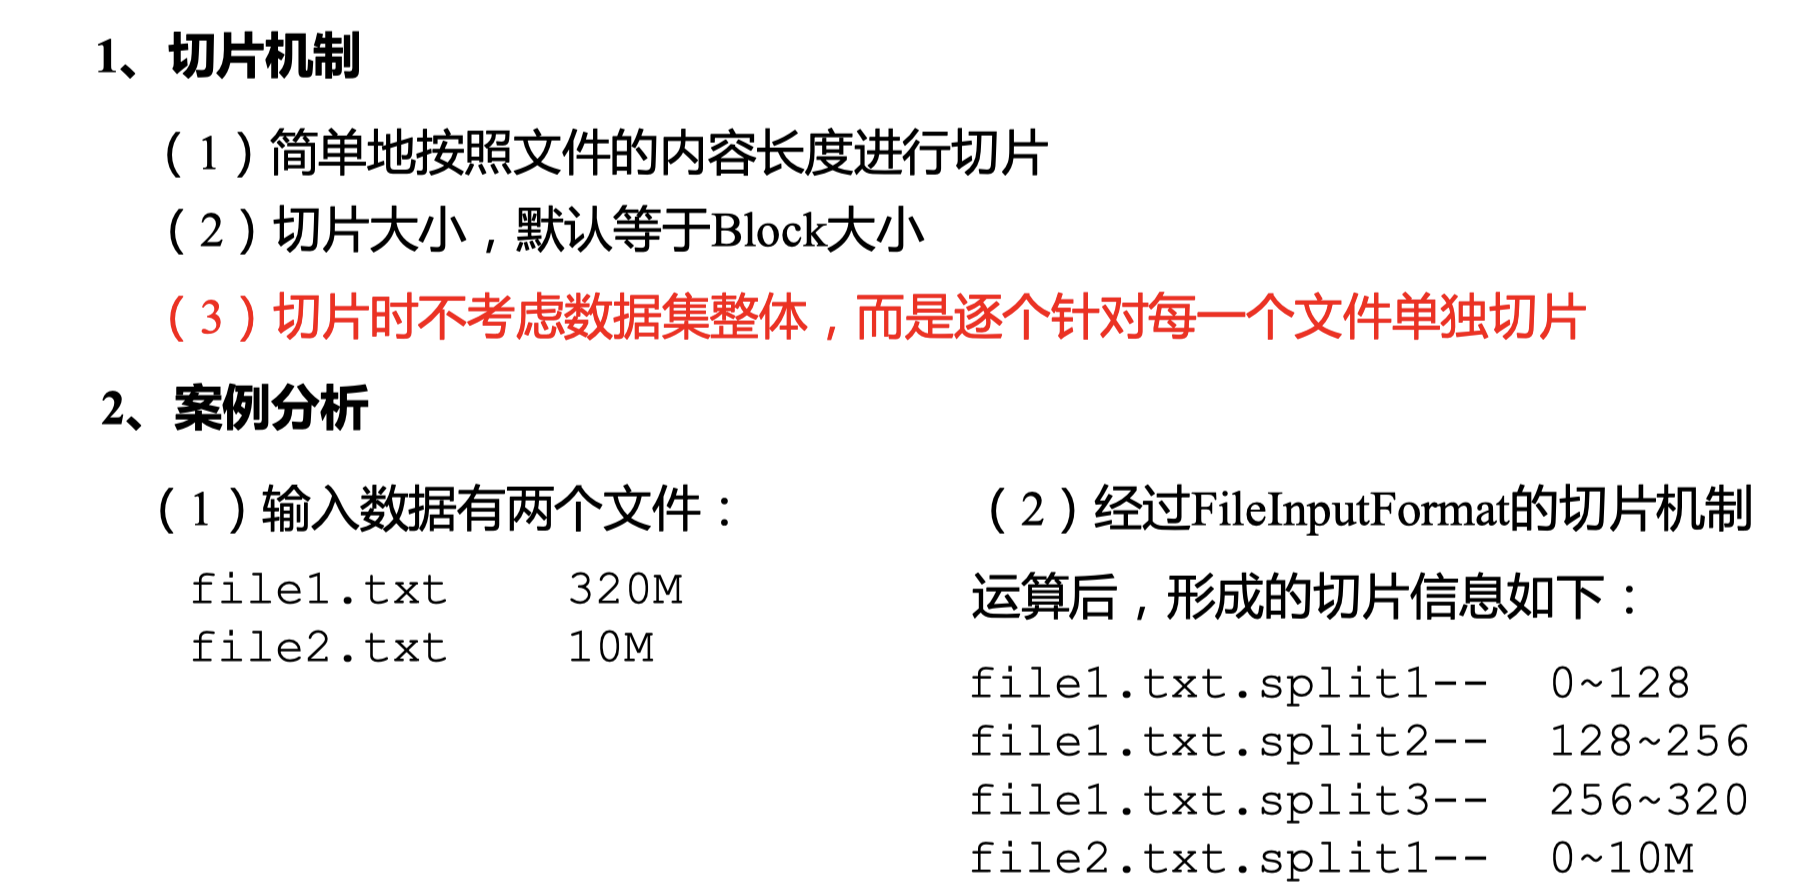 1、切片机制
（1）简单地按照文件的内容长度进行切片
（2）切片大小，默认等于Block大小
（3）切片时不考虑数据集整体，而是逐个针对每一个文件单独切片
2、案例分析
（1）输入数据有两个文件：
file1.txt    320M
file2.txt    10M
（2）经过FileInputFormat的切片机制
运算后，形成的切片信息如下：
file1.txt.split1--  0~128
file1.txt.split2--  128~256
file1.txt.split3--  256~320
file2.txt.split1--  0~10M